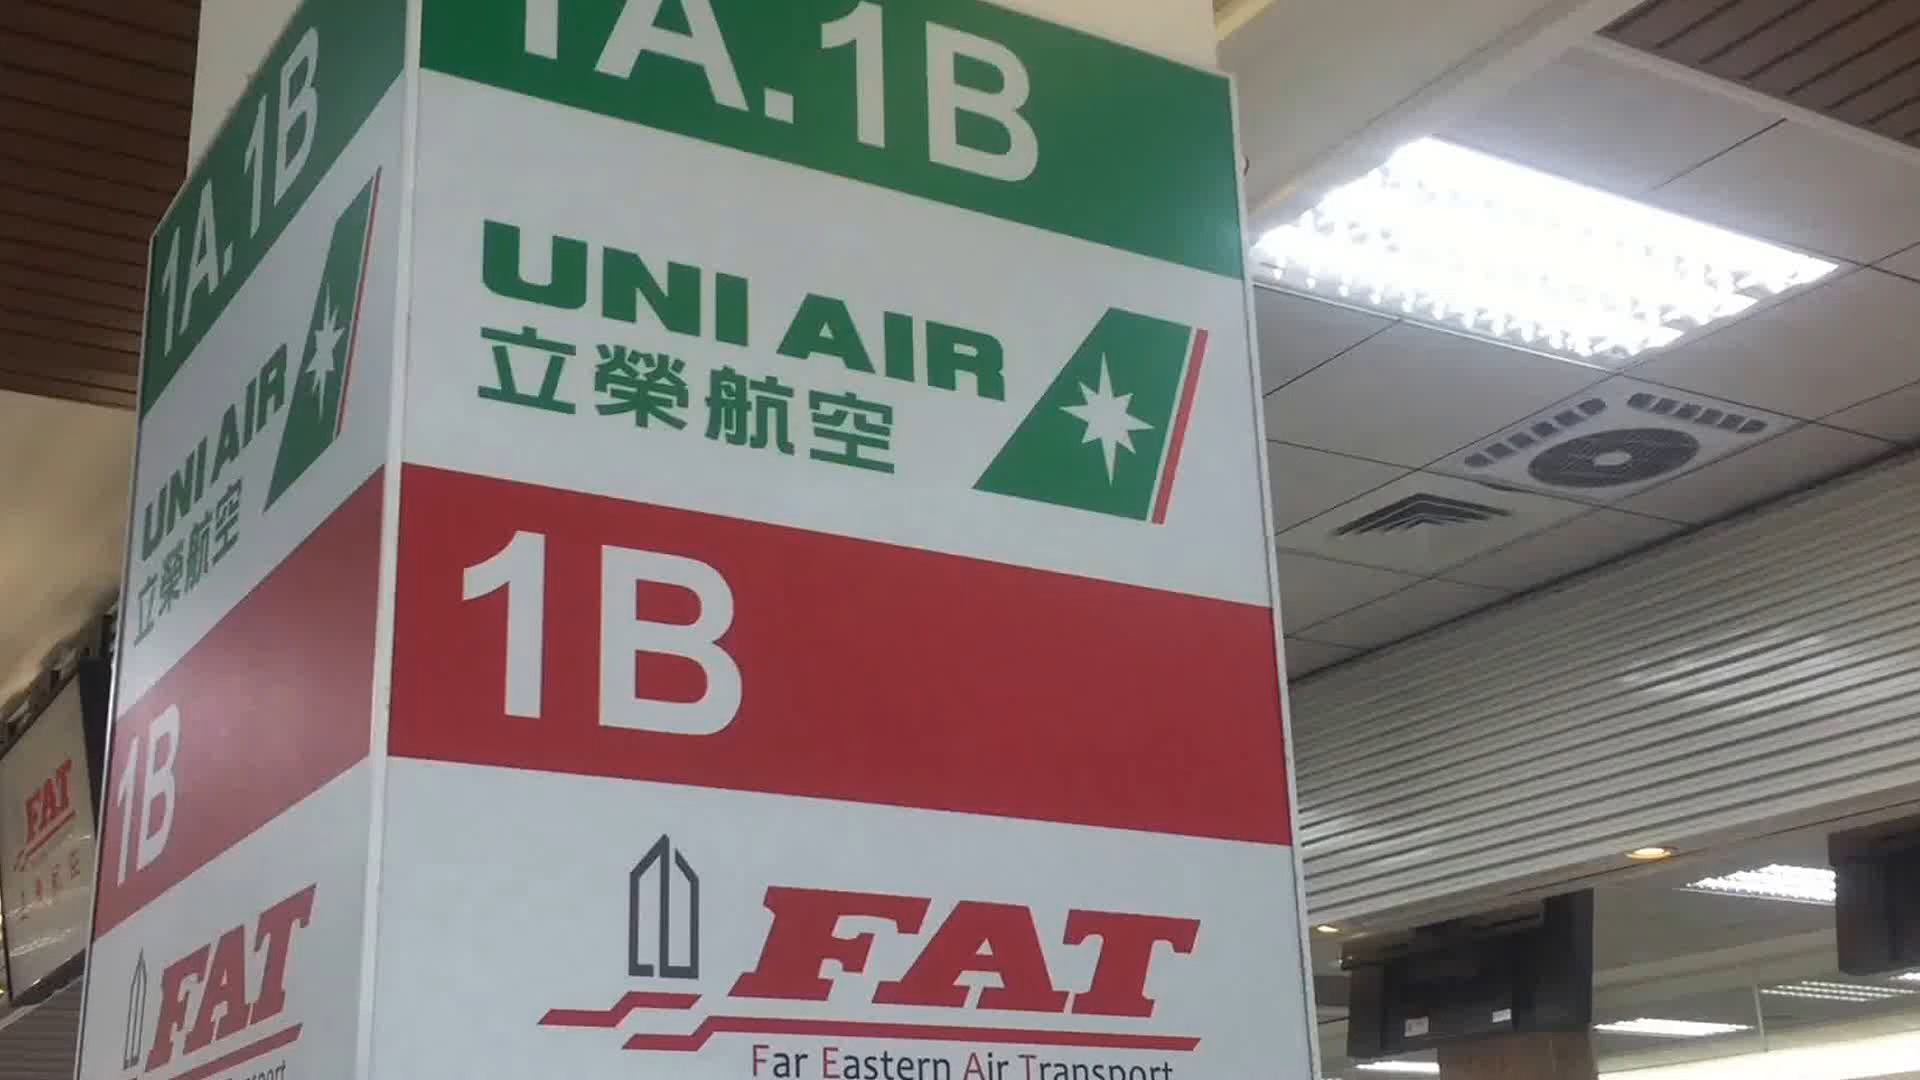 1A.1B
UNI AIR
立榮航空
1B
FAT
Far Eastern Air Transport
1A.1B
UNI AIR
立榮航空
1B
FAT
FAT